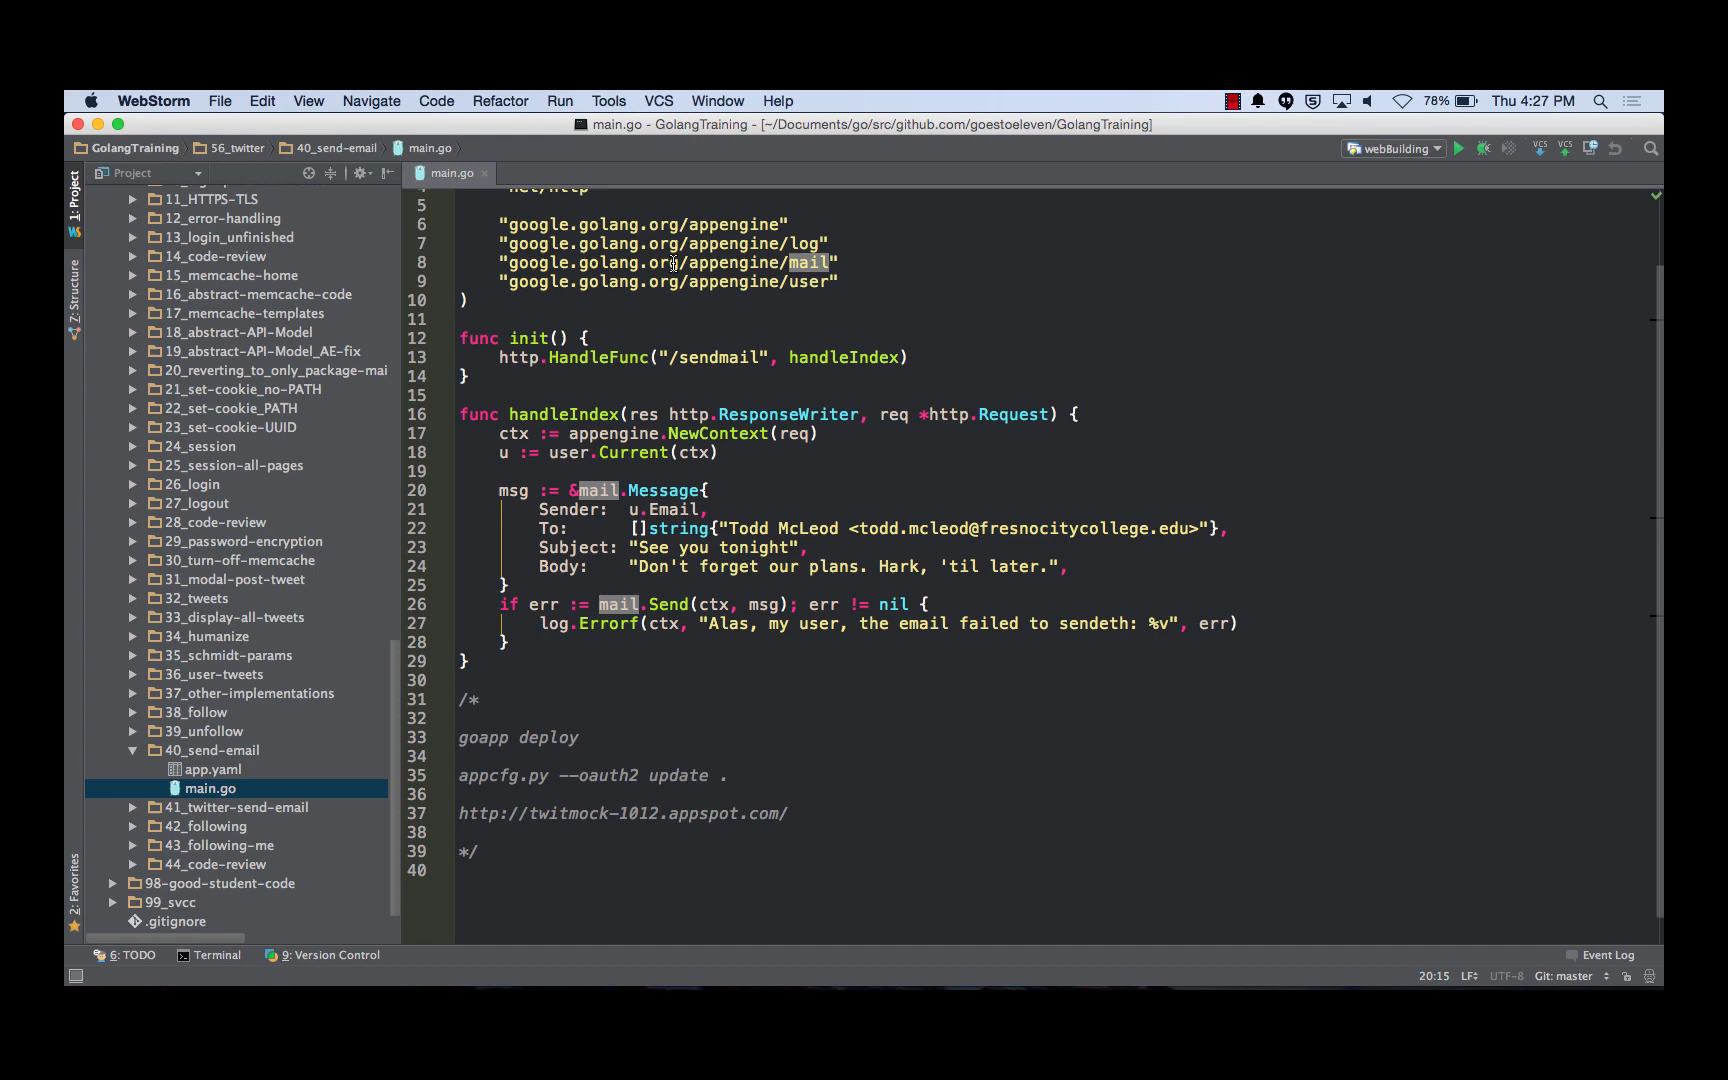 WebStorm File Edit View Navigate Code Refactor Run Tools VCS Window Help 78% Thu 4:27 PM
main.go - GolangTraining - [~/Documents/go/src/github.com/goestoeleven/GolangTraining]
GolangTraining 56_twitter 40_send-email main.go webBuilding VCS VCS
Project main.go
1: Project
Z: Structure
2: Favorites
11_HTTPS-TLS
12_error-handling
13_login_unfinished
14_code-review
15_memcache-home
16_abstract-memcache-code
17_memcache-templates
18_abstract-API-Model
19_abstract-API-Model_AE-fix
20_reverting_to_only_package-mai
21_set-cookie_no-PATH
22_set-cookie_PATH
23_set-cookie-UUID
24_session
25_session-all-pages
26_login
27_logout
28_code-review
29_password-encryption
30_turn-off-memcache
31_modal-post-tweet
32_tweets
33_display-all-tweets
34_humanize
35_schmidt-params
36_user-tweets
37_other-implementations
38_follow
39_unfollow
40_send-email
app.yaml
main.go
41_twitter-send-email
42_following
43_following-me
44_code-review
98-good-student-code
99_svcc
.gitignore
5
6 "google.golang.org/appengine"
7 "google.golang.org/appengine/log"
8 "google.golang.org/appengine/mail"
9 "google.golang.org/appengine/user"
10 )
11
12 func init() {
13 http.HandleFunc("/sendmail", handleIndex)
14 }
15
16 func handleIndex(res http.ResponseWriter, req *http.Request) {
17 ctx := appengine.NewContext(req)
18 u := user.Current(ctx)
19
20 msg := &mail.Message{
21 Sender: u.Email,
22 To: []string{"Todd McLeod <todd.mcleod@fresnocitycollege.edu>"},
23 Subject: "See you tonight",
24 Body: "Don't forget our plans. Hark, 'til later.",
25 }
26 if err := mail.Send(ctx, msg); err != nil {
27 log.Errorf(ctx, "Alas, my user, the email failed to sendeth: %v", err)
28 }
29 }
30
31 /*
32
33 goapp deploy
34
35 appcfg.py --oauth2 update .
36
37 http://twitmock-1012.appspot.com/
38
39 */
40
6: TODO Terminal 9: Version Control Event Log
20:15 LF UTF-8 Git: master